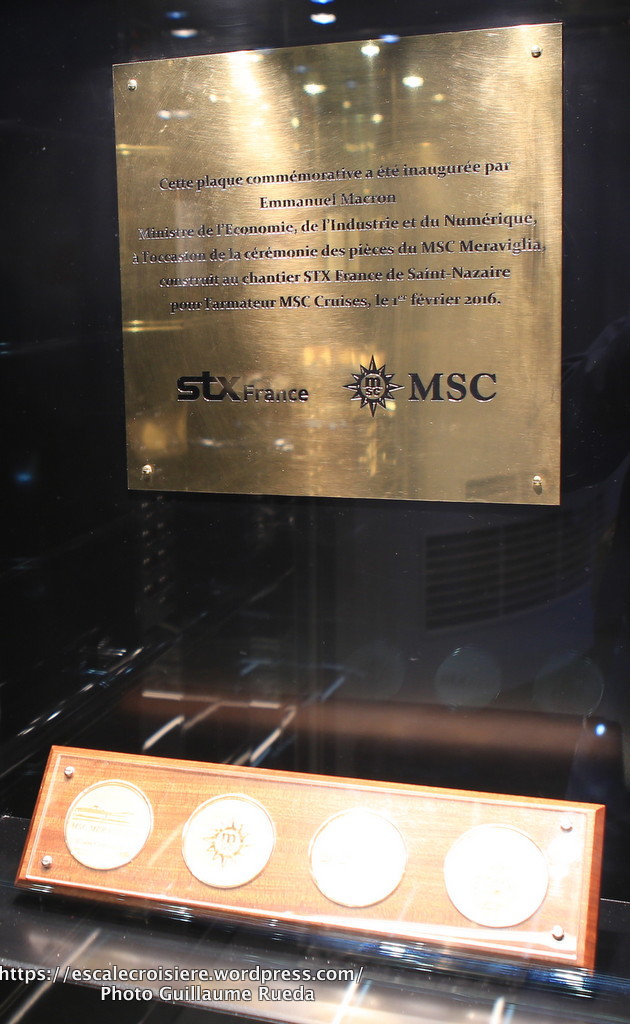 Cette plaque commémorative a été inaugurée par
Emmanuel Macron
Ministre de l'Economie, de l'Industrie et du Numérique,
à l'occasion de la cérémonie des pièces du MSC Meraviglia,
construit au chantier STX France de Saint-Nazaire
pour l'armateur MSC Cruises, le 1er février 2016.
stx France
msc MSC
https://escalecroisiere.wordpress.com/
Photo Guillaume Rueda